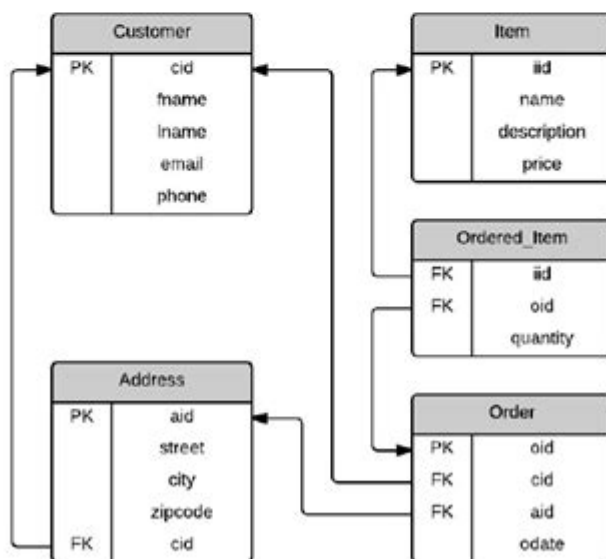 Customer
PK cid
fname
lname
email
phone
Item
PK iid
name
description
price
Ordered_Item
FK iid
FK oid
quantity
Address
PK aid
street
city
zipcode
FK cid
Order
PK oid
FK cid
FK aid
odate